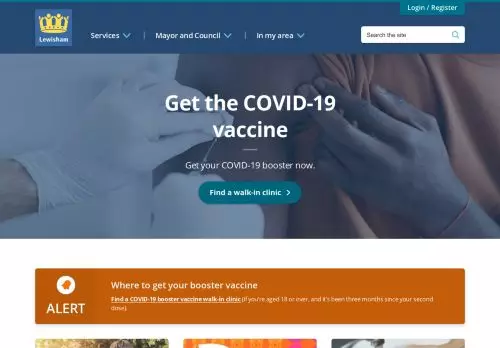 Login / Register
Lewisham
Services
Mayor and Council
In my area
Search the site
Get the COVID-19
vaccine
Get your COVID-19 booster now.
Find a walk-in clinic
ALERT
Where to get your booster vaccine
Find a COVID-19 booster vaccine walk-in clinic (if you're aged 18 or over, and it's been three months since your second
dose).